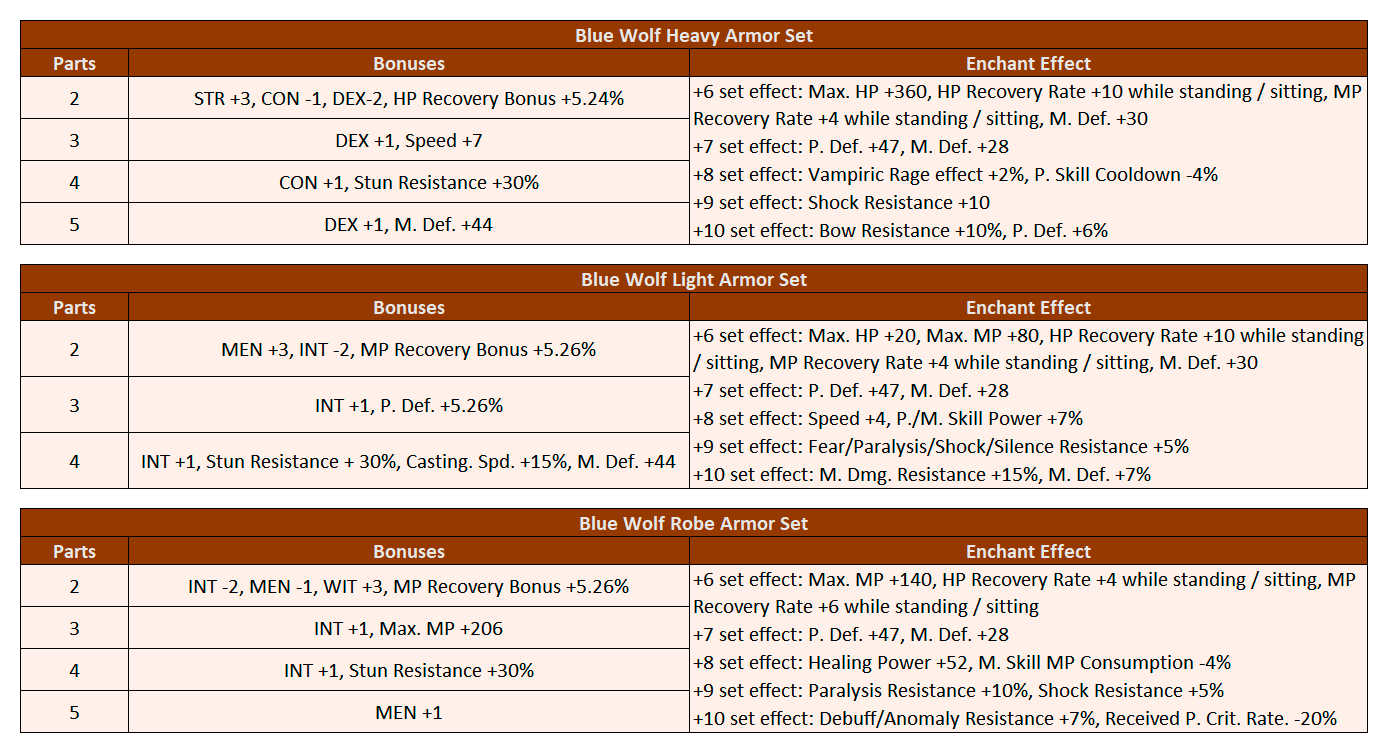 Blue Wolf Heavy Armor Set
Parts Bonuses Enchant Effect
2 STR +3, CON -1, DEX-2, HP Recovery Bonus +5.24%
3 DEX +1, Speed +7
4 CON +1, Stun Resistance +30%
5 DEX +1, M. Def. +44
+6 set effect: Max. HP +360, HP Recovery Rate +10 while standing / sitting, MP
Recovery Rate +4 while standing / sitting, M. Def. +30
+7 set effect: P. Def. +47, M. Def. +28
+8 set effect: Vampiric Rage effect +2%, P. Skill Cooldown -4%
+9 set effect: Shock Resistance +10
+10 set effect: Bow Resistance +10%, P. Def. +6%
Blue Wolf Light Armor Set
Parts Bonuses Enchant Effect
2 MEN +3, INT -2, MP Recovery Bonus +5.26%
3 INT +1, P. Def. +5.26%
4 INT +1, Stun Resistance + 30%, Casting. Spd. +15%, M. Def. +44
+6 set effect: Max. HP +20, Max. MP +80, HP Recovery Rate +10 while standing
/ sitting, MP Recovery Rate +4 while standing / sitting, M. Def. +30
+7 set effect: P. Def. +47, M. Def. +28
+8 set effect: Speed +4, P./M. Skill Power +7%
+9 set effect: Fear/Paralysis/Shock/Silence Resistance +5%
+10 set effect: M. Dmg. Resistance +15%, M. Def. +7%
Blue Wolf Robe Armor Set
Parts Bonuses Enchant Effect
2 INT -2, MEN -1, WIT +3, MP Recovery Bonus +5.26%
3 INT +1, Max. MP +206
4 INT +1, Stun Resistance +30%
5 MEN +1
+6 set effect: Max. MP +140, HP Recovery Rate +4 while standing / sitting, MP
Recovery Rate +6 while standing / sitting
+7 set effect: P. Def. +47, M. Def. +28
+8 set effect: Healing Power +52, M. Skill MP Consumption -4%
+9 set effect: Paralysis Resistance +10%, Shock Resistance +5%
+10 set effect: Debuff/Anomaly Resistance +7%, Received P. Crit. Rate. -20%